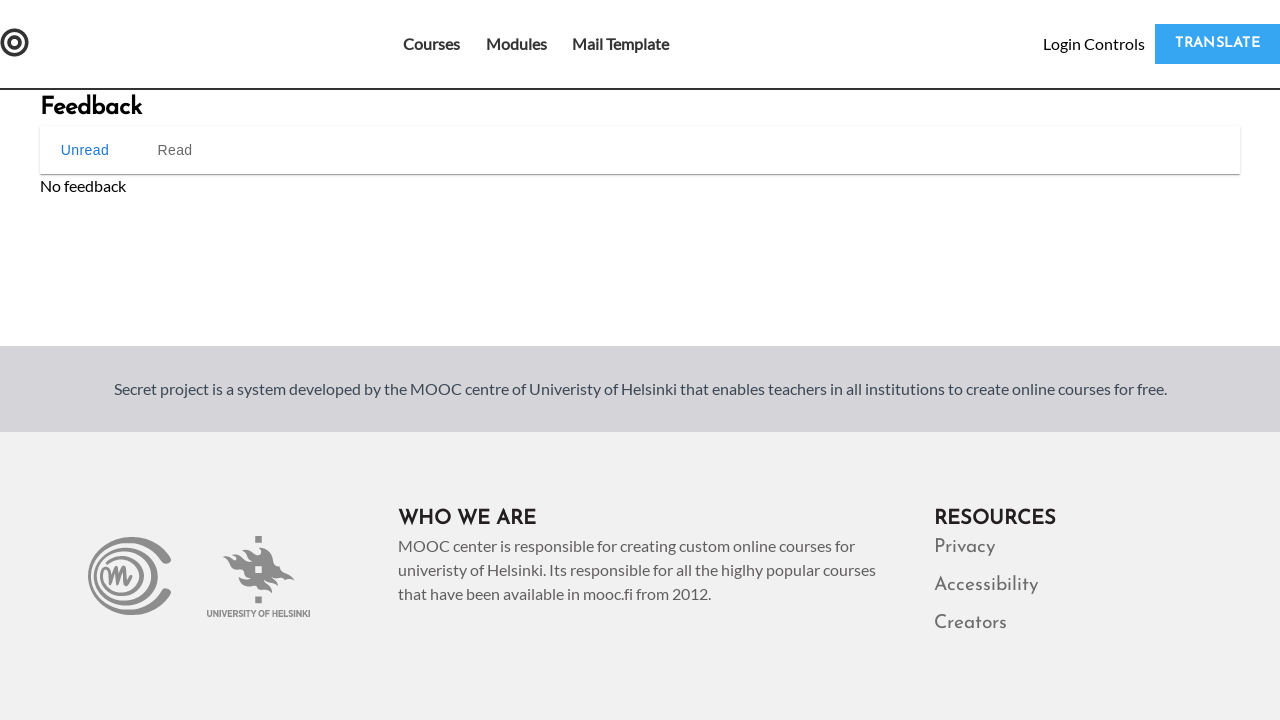 Courses Modules Mail Template Login Controls TRANSLATE
Feedback
Unread Read
No feedback
Secret project is a system developed by the MOOC centre of Univeristy of Helsinki that enables teachers in all institutions to create online courses for free.
UNIVERSITY OF HELSINKI
WHO WE ARE
MOOC center is responsible for creating custom online courses for
univeristy of Helsinki. Its responsible for all the higlhy popular courses
that have been available in mooc.fi from 2012.
RESOURCES
Privacy
Accessibility
Creators